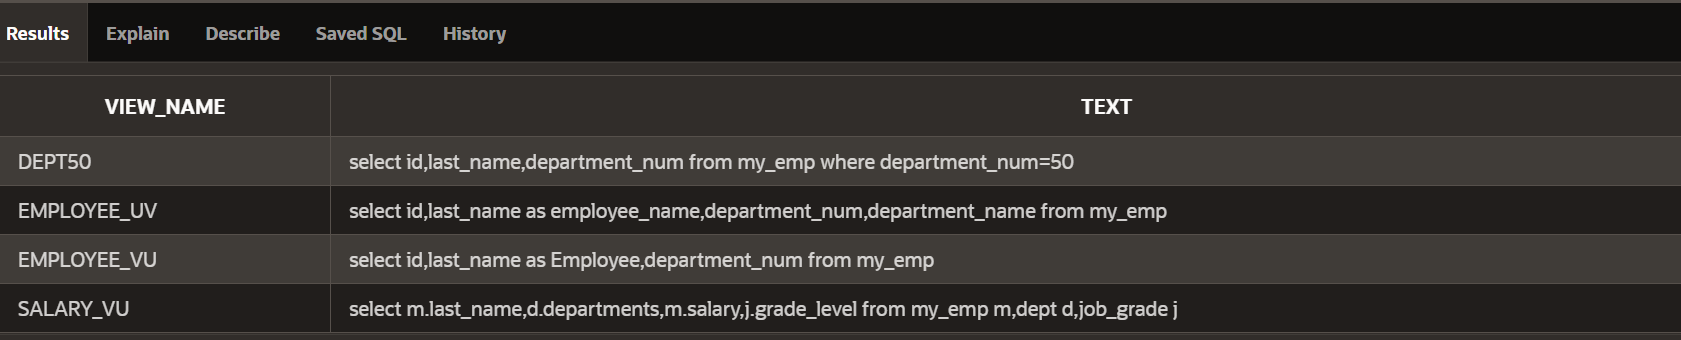 Results Explain Describe Saved SQL History
VIEW_NAME TEXT
DEPT50 select id,last_name,department_num from my_emp where department_num=50
EMPLOYEE_UV select id,last_name as employee_name,department_num,department_name from my_emp
EMPLOYEE_VU select id,last_name as Employee,department_num from my_emp
SALARY_VU select m.last_name,d.departments,m.salary,j.grade_level from my_emp m,dept d,job_grade j